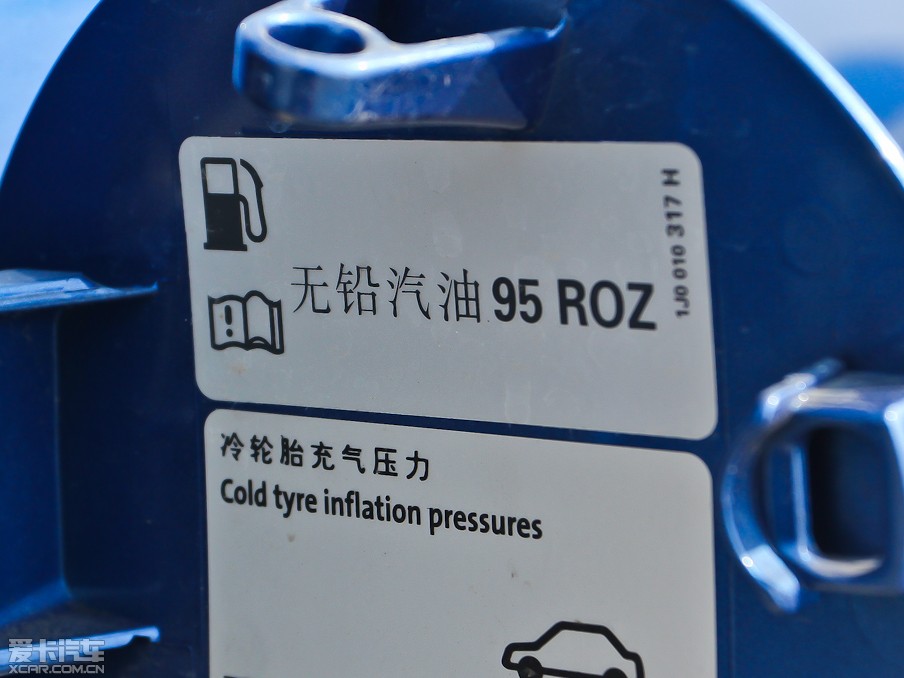 无铅汽油 95 ROZ
1J0 010 317 H
冷轮胎充气压力
Cold tyre inflation pressures
爱卡汽车
XCAR.COM.CN